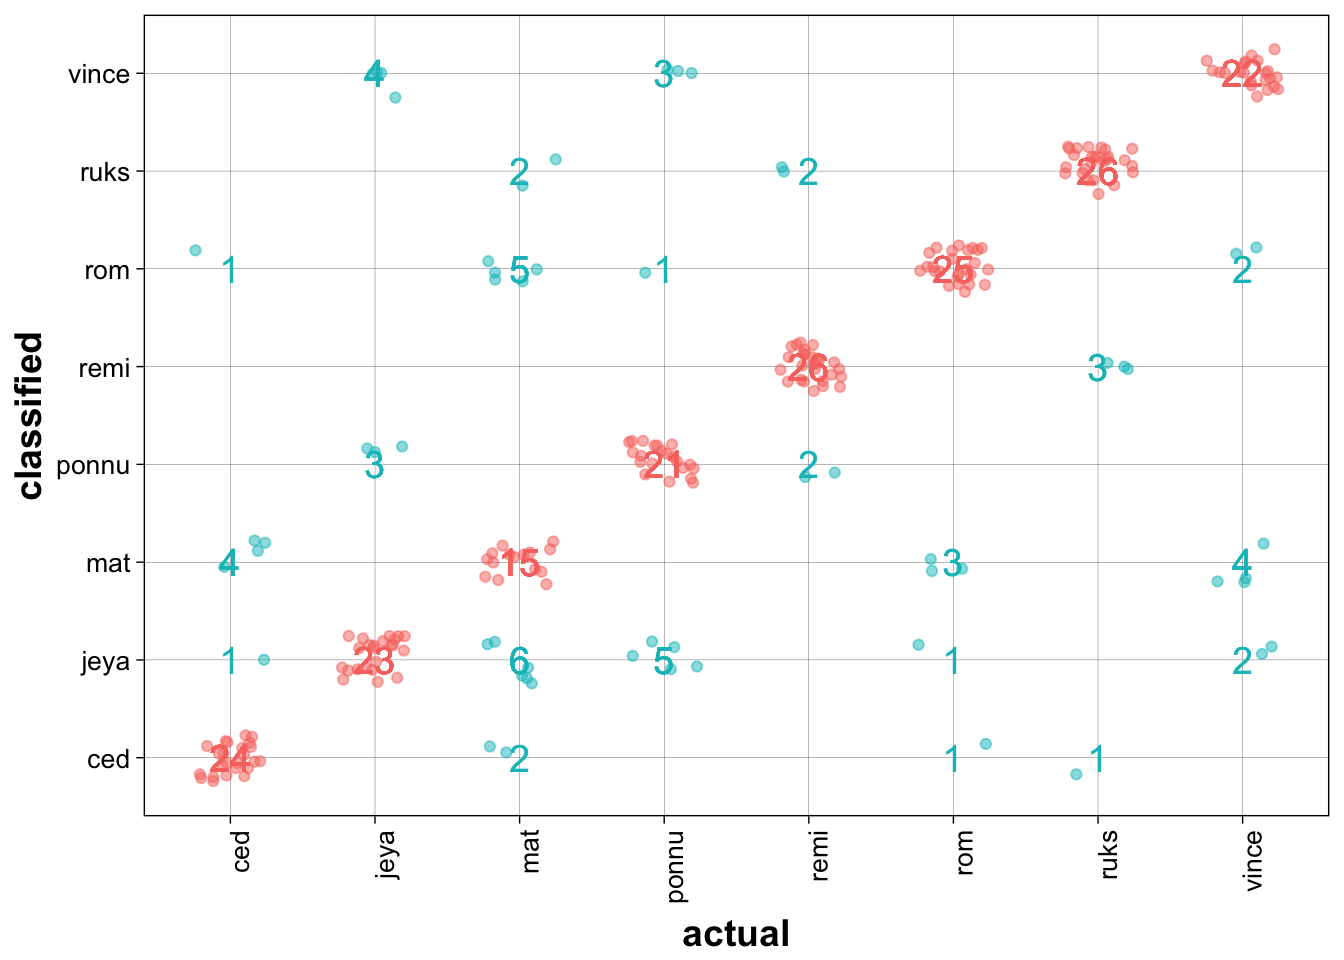 vince 4 3 22
ruks 2 2 26
rom 1 5 1 25 2
remi 26 3
ponnu 3 21 2
mat 4 15 3 4
jeya 1 23 6 5 1 2
ced 24 2 1 1
ced jeya mat ponnu remi rom ruks vince
classified
actual